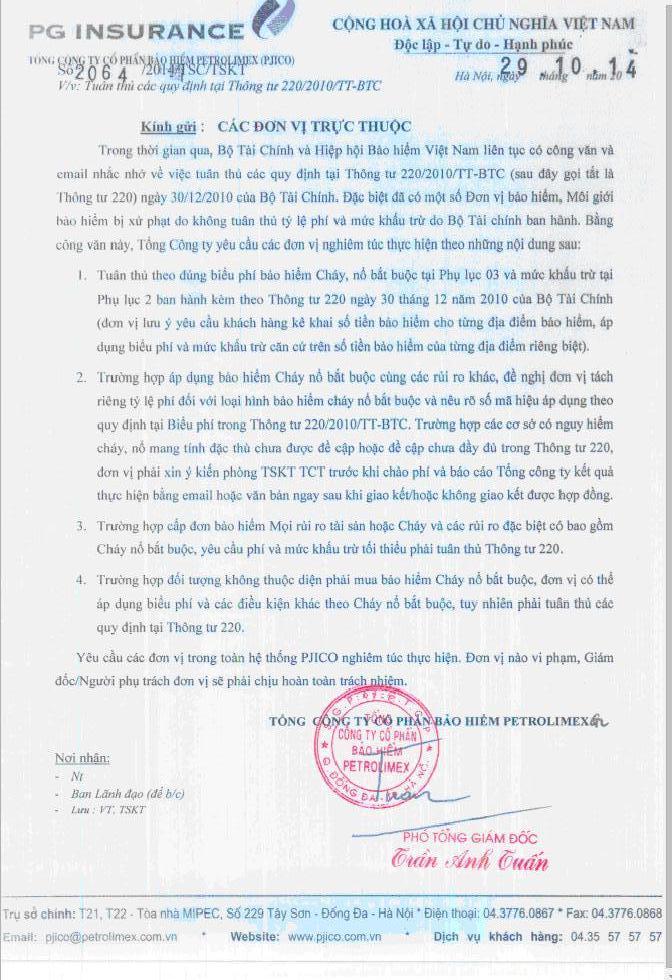 PG INSURANCE
CỘNG HOÀ XÃ HỘI CHỦ NGHĨA VIỆT NAM
Độc lập - Tự do - Hạnh phúc
TỔNG CÔNG TY CỔ PHẦN BẢO HIỂM PETROLIMEX (PJICO)
Số 2064 /2014/TSC/TSKT
Hà Nội, ngày 29 tháng 10 năm 2014
V/v: Tuân thủ các quy định tại Thông tư 220/2010/TT-BTC
Kính gửi : CÁC ĐƠN VỊ TRỰC THUỘC
Trong thời gian qua, Bộ Tài Chính và Hiệp hội Bảo hiểm Việt Nam liên tục có công văn và
email nhắc nhở về việc tuân thủ các quy định tại Thông tư 220/2010/TT-BTC (sau đây gọi tắt là
Thông tư 220) ngày 30/12/2010 của Bộ Tài Chính. Đặc biệt đã có một số Đơn vị bảo hiểm, Môi giới
bảo hiểm bị xử phạt do không tuân thủ tỷ lệ phí và mức khấu trừ do Bộ Tài chính ban hành. Bằng
công văn này, Tổng Công ty yêu cầu các đơn vị nghiêm túc thực hiện theo những nội dung sau:
1. Tuân thủ theo đúng biểu phí bảo hiểm Cháy, nổ bắt buộc tại Phụ lục 03 và mức khấu trừ tại
Phụ lục 2 ban hành kèm theo Thông tư 220 ngày 30 tháng 12 năm 2010 của Bộ Tài Chính
(đơn vị lưu ý yêu cầu khách hàng kê khai số tiền bảo hiểm cho từng địa điểm bảo hiểm, áp
dụng biểu phí và mức khấu trừ căn cứ trên số tiền bảo hiểm của từng địa điểm riêng biệt).
2. Trường hợp áp dụng bảo hiểm Cháy nổ bắt buộc cùng các rủi ro khác, đề nghị đơn vị tách
riêng tỷ lệ phí đối với loại hình bảo hiểm cháy nổ bắt buộc và nêu rõ số mã hiệu áp dụng theo
quy định tại Biểu phí trong Thông tư 220/2010/TT-BTC. Trường hợp các cơ sở có nguy hiểm
cháy, nổ mang tính đặc thù chưa được đề cập hoặc đề cập chưa đầy đủ trong Thông tư 220,
đơn vị phải xin ý kiến phòng TSKT TCT trước khi chào phí và báo cáo Tổng công ty kết quả
thực hiện bằng email hoặc văn bản ngay sau khi giao kết/hoặc không giao kết được hợp đồng.
3. Trường hợp cấp đơn bảo hiểm Mọi rủi ro tài sản hoặc Cháy và các rủi ro đặc biệt có bao gồm
Cháy nổ bắt buộc, yêu cầu phí và mức khấu trừ tối thiểu phải tuân thủ Thông tư 220.
4. Trường hợp đối tượng không thuộc diện phải mua bảo hiểm Cháy nổ bắt buộc, đơn vị có thể
áp dụng biểu phí và các điều kiện khác theo Cháy nổ bắt buộc, tuy nhiên phải tuân thủ các
quy định tại Thông tư 220.
Yêu cầu các đơn vị trong toàn hệ thống PJICO nghiêm túc thực hiện. Đơn vị nào vi phạm, Giám
đốc/Người phụ trách đơn vị sẽ phải chịu hoàn toàn trách nhiệm.
TỔNG CÔNG TY CỔ PHẦN BẢO HIỂM PETROLIMEX
TỔNG
CÔNG TY CỔ PHẦN
BẢO HIỂM
PETROLIMEX
Q. ĐỐNG ĐA
HÀ NỘI
Nơi nhận:
- Nt
- Ban Lãnh đạo (để b/c)
- Lưu : VT, TSKT
PHÓ TỔNG GIÁM ĐỐC
Trần Anh Tuấn
Trụ sở chính: T21, T22 - Tòa nhà MIPEC, Số 229 Tây Sơn - Đống Đa - Hà Nội * Điện thoại: 04.3776.0867 * Fax: 04.3776.0868
Email: pjico@petrolimex.com.vn * Website: www.pjico.com.vn * Dịch vụ khách hàng: 04.35 57 57 57